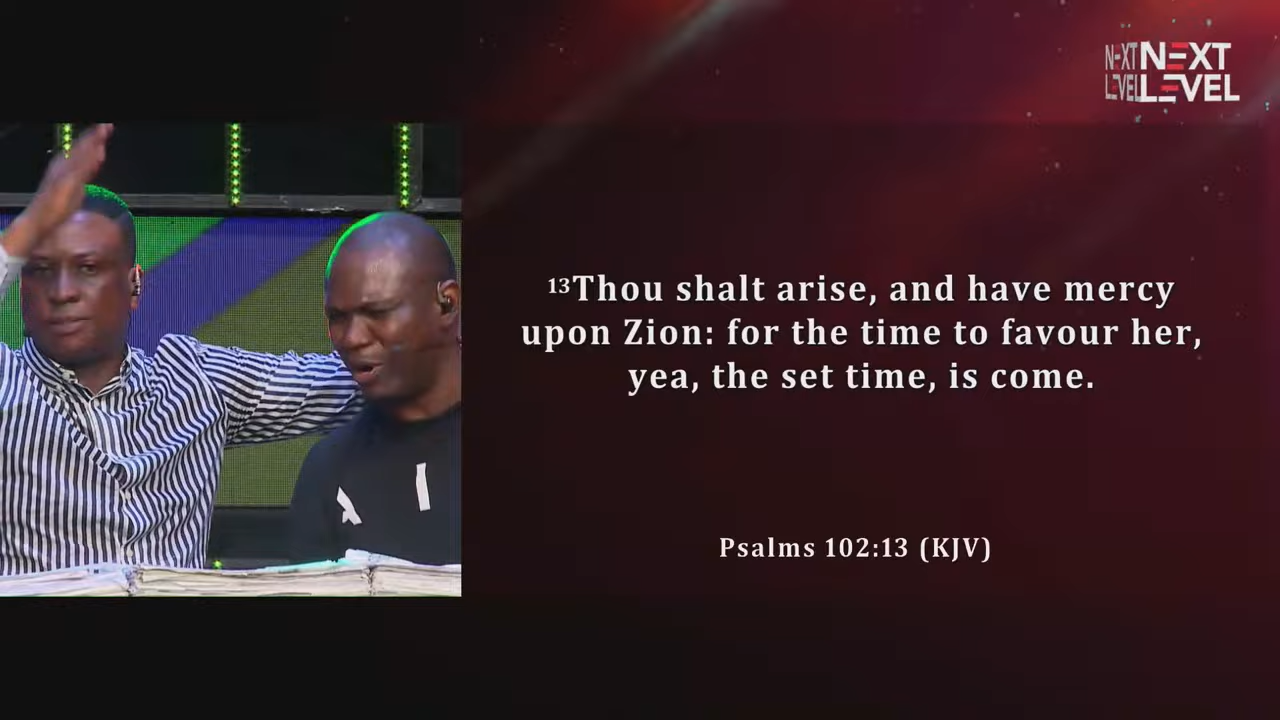 NEXT NEXT
LEVEL LEVEL
¹³Thou shalt arise, and have mercy
upon Zion: for the time to favour her,
yea, the set time, is come.
Psalms 102:13 (KJV)